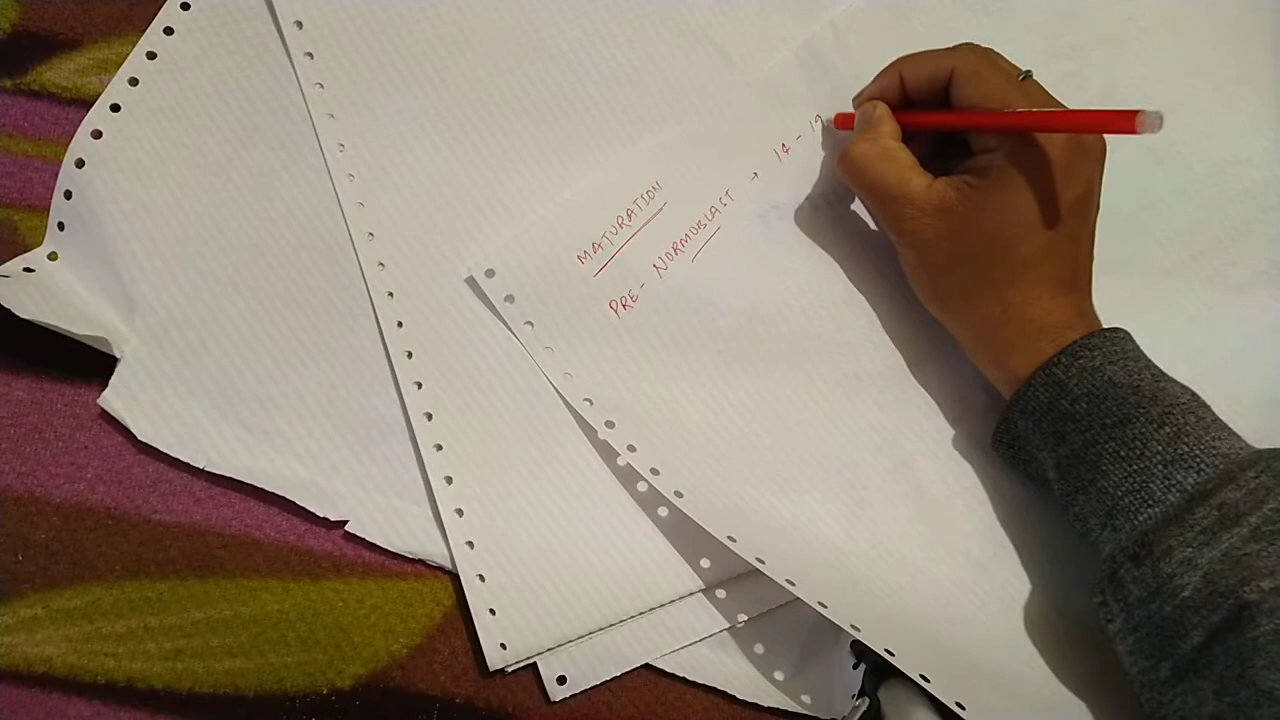 MATURATION
PRE- NORMOBLAST → 14 - 19